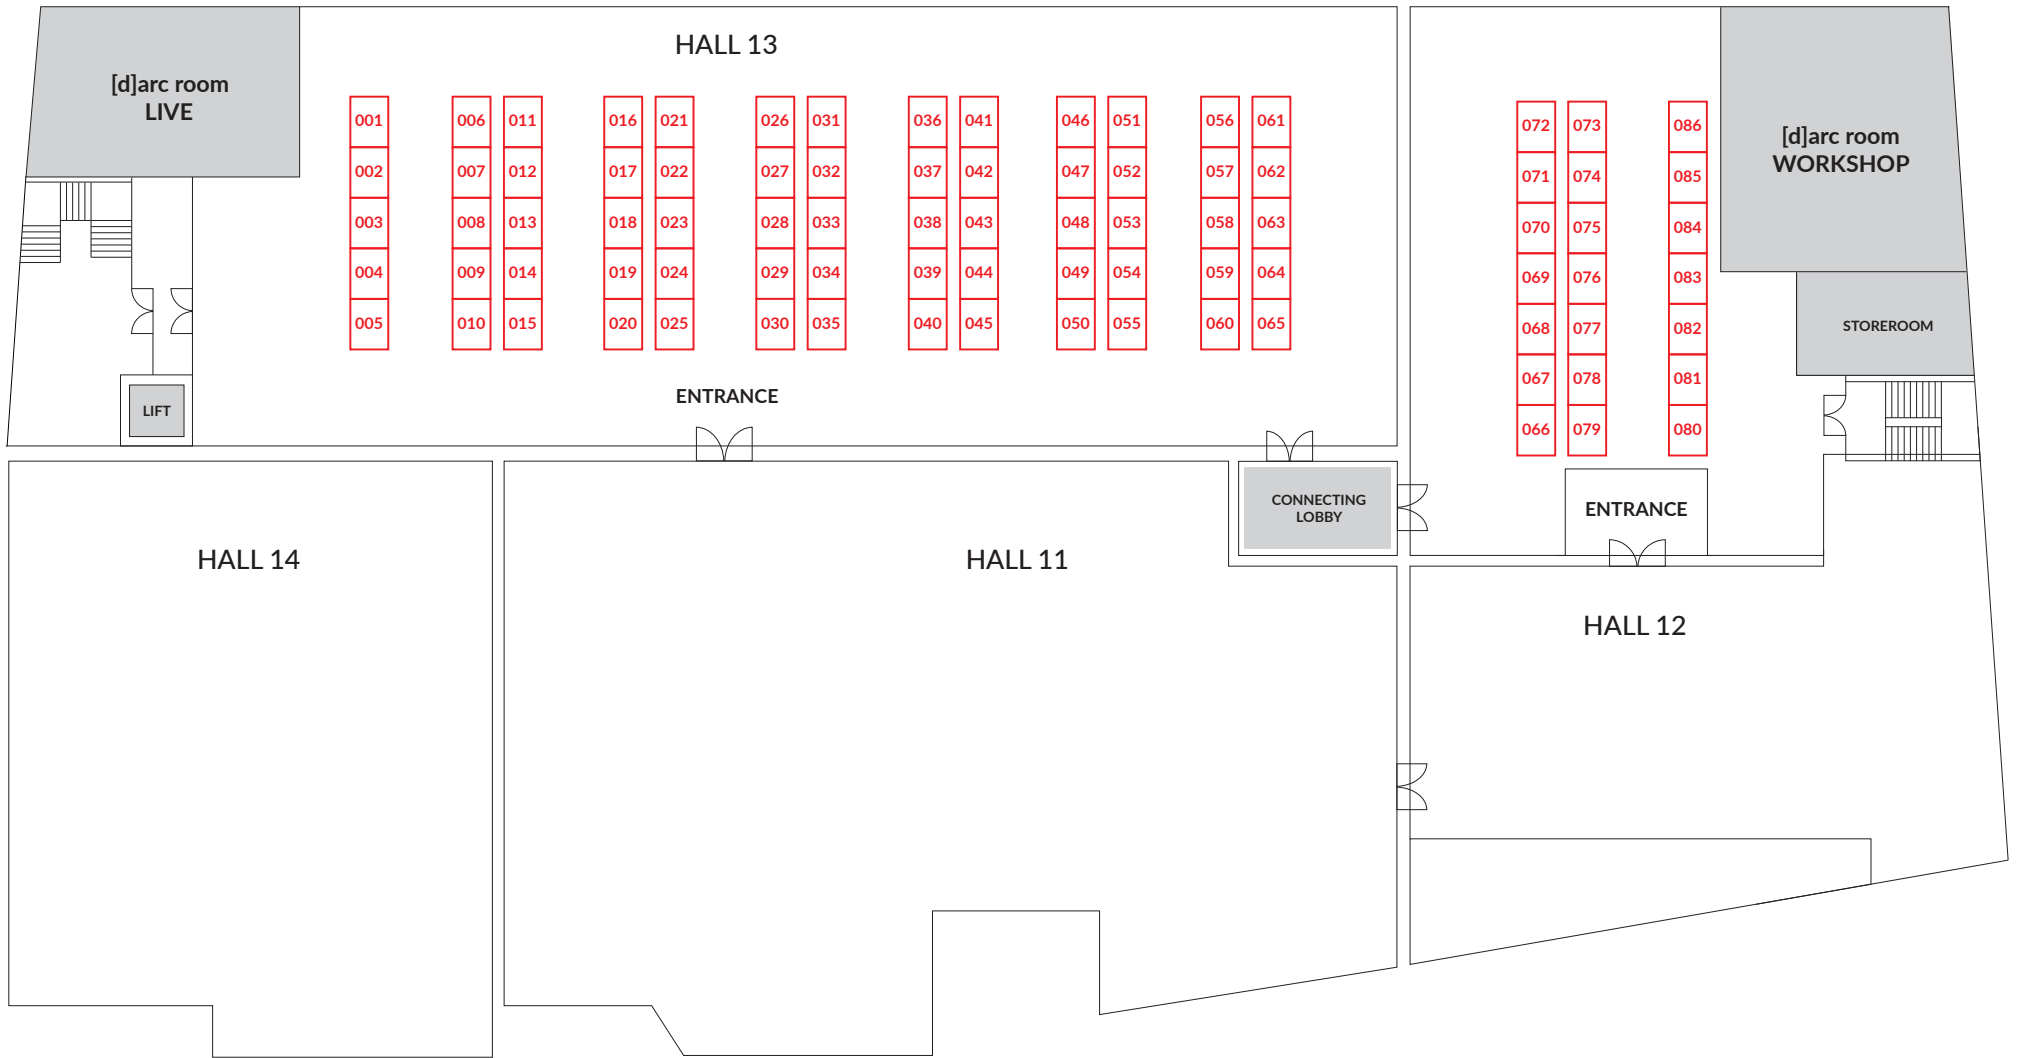 HALL 13
[d]arc room
LIVE
001 006 011 016 021 026 031 036 041 046 051 056 061
002 007 012 017 022 027 032 037 042 047 052 057 062
003 008 013 018 023 028 033 038 043 048 053 058 063
004 009 014 019 024 029 034 039 044 049 054 059 064
005 010 015 020 025 030 035 040 045 050 055 060 065
LIFT
ENTRANCE
072 073 086
071 074 085
070 075 084
069 076 083
068 077 082
067 078 081
066 079 080
[d]arc room
WORKSHOP
STOREROOM
CONNECTING
LOBBY
ENTRANCE
HALL 14
HALL 11
HALL 12